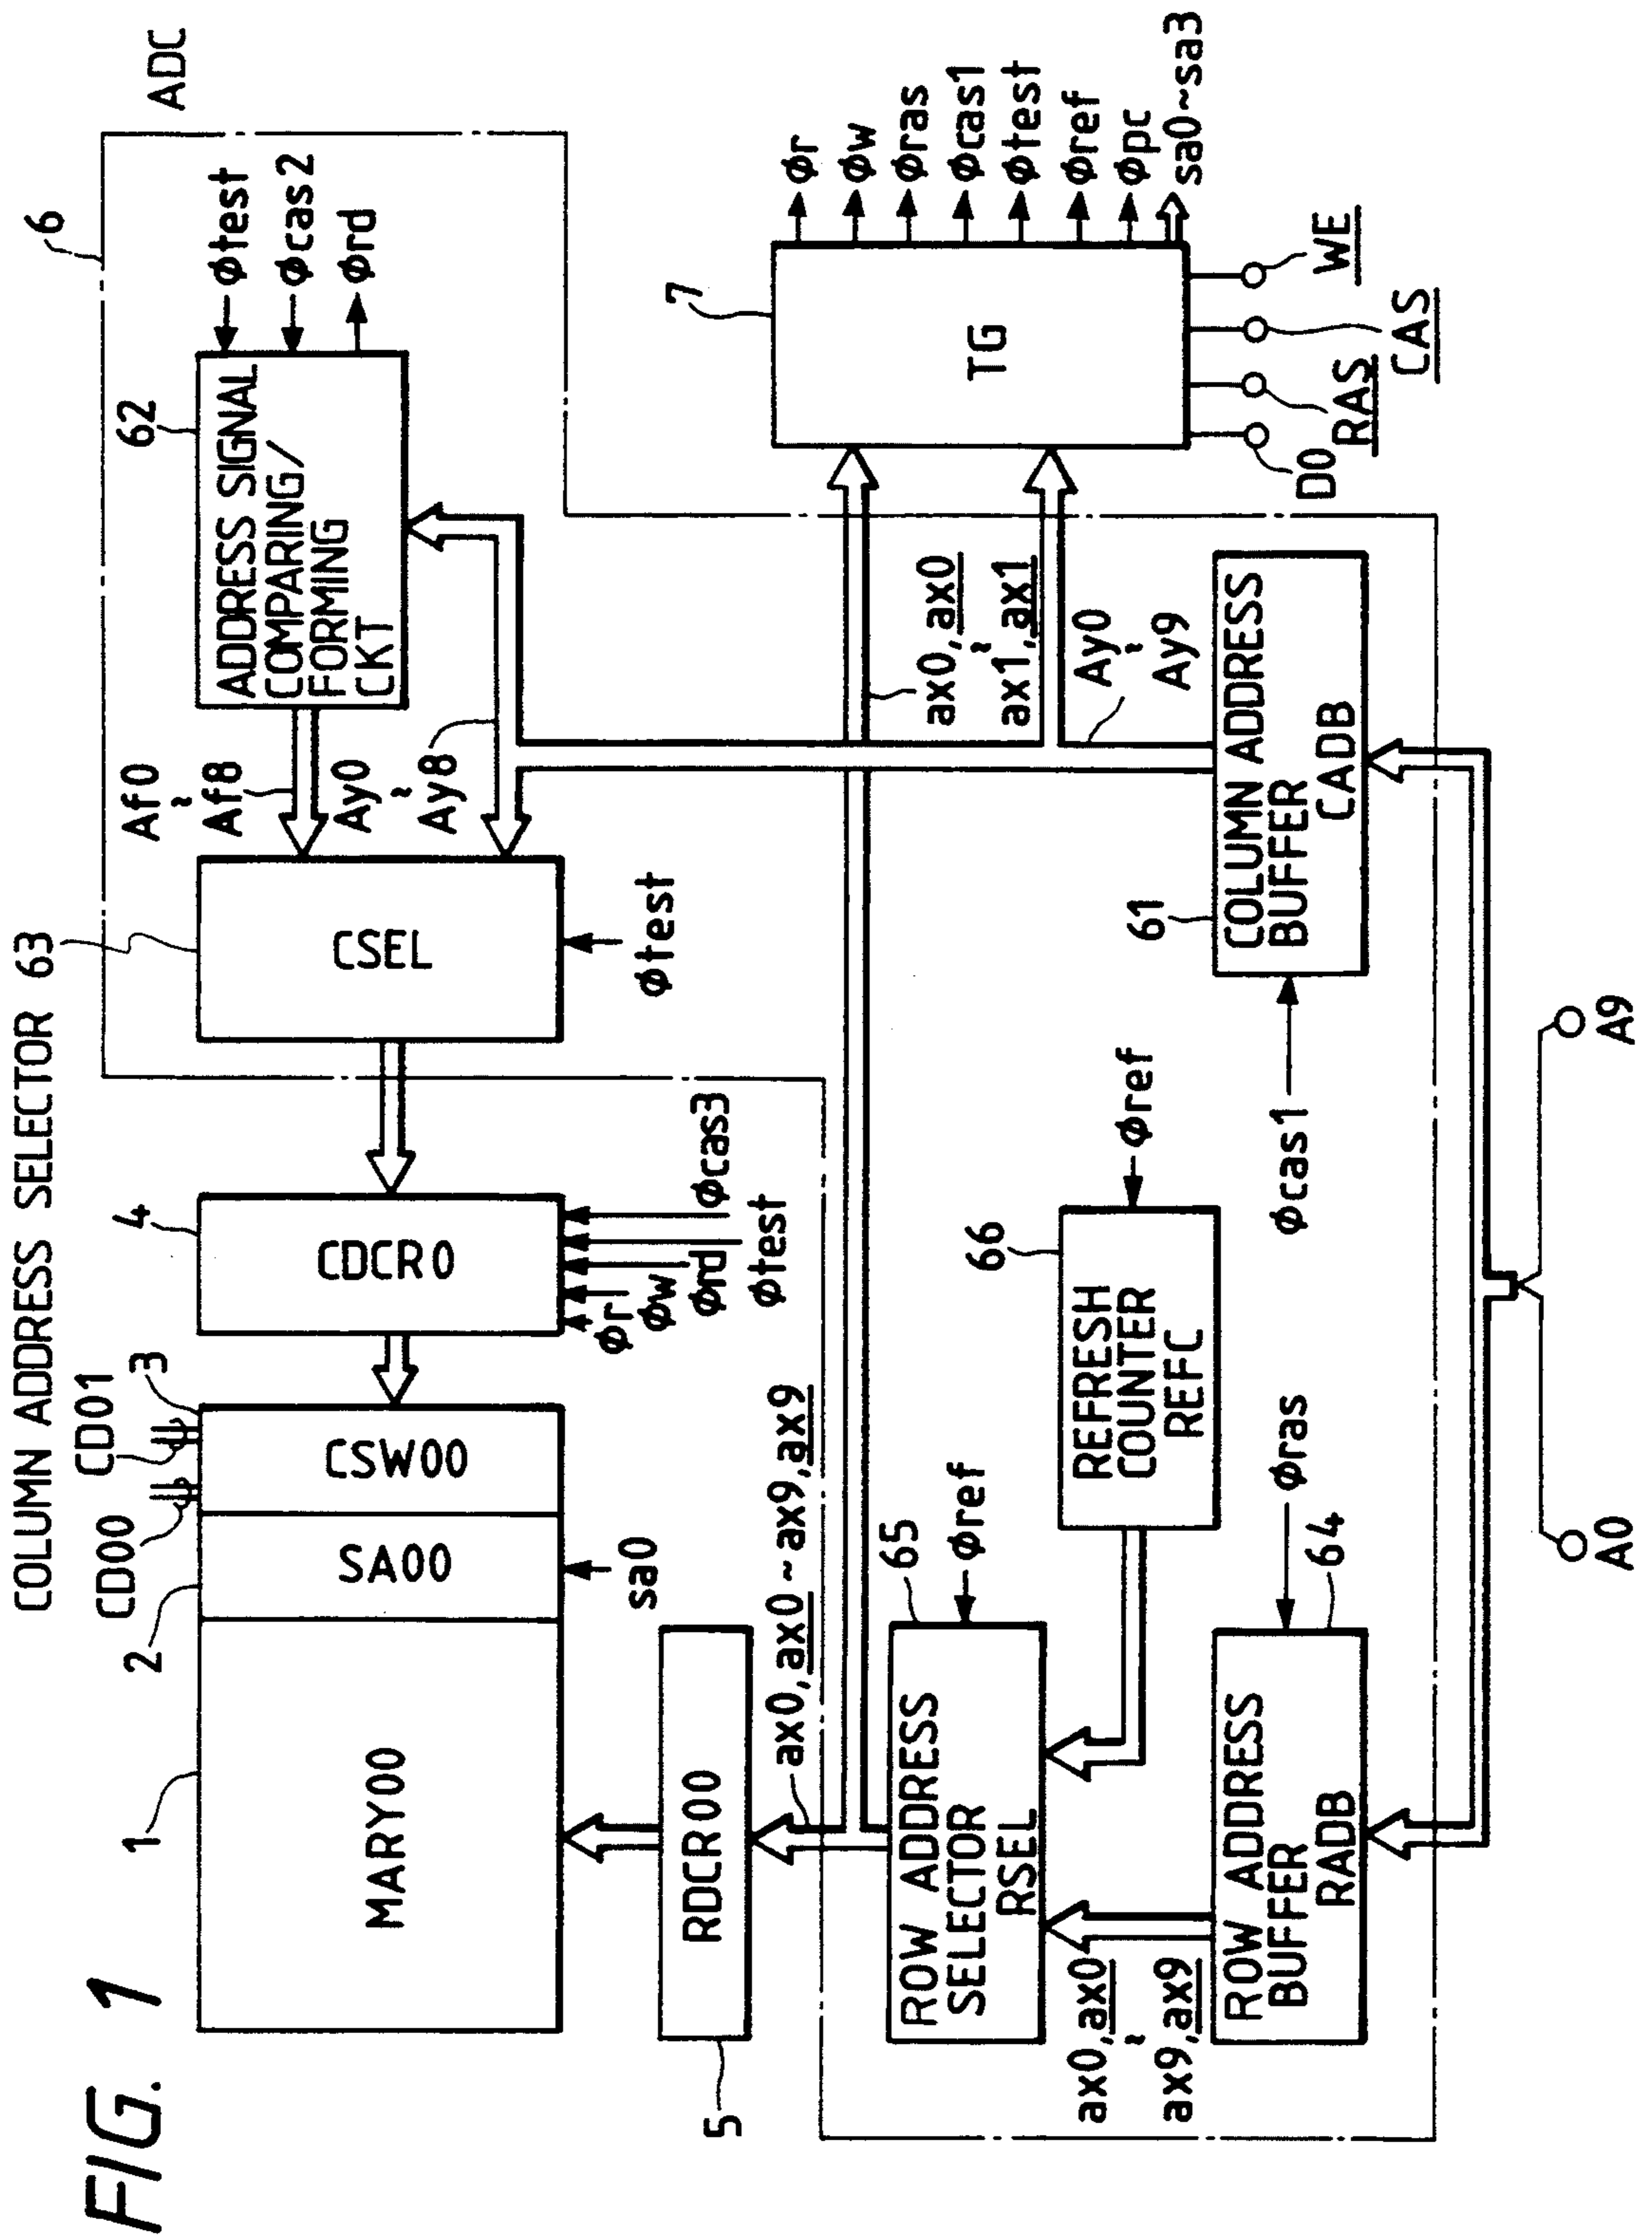 FIG. 1
COLUMN ADDRESS SELECTOR 63
ADC
6
1
2
3
4
5
CD00
CD01
MARY00
SA00
CSW00
CDCR0
CSEL
62
ADDRESS SIGNAL
COMPARING/
FORMING
CKT
φtest
φcas2
φrd
Af0
~
Af8
Ay0
~
Ay8
sa0
φr
φw
φrd
φtest
φcas3
φtest
RDCR00
ax0,ax0~ax9,ax9
7
TG
φr
φw
φras
φcas1
φtest
φref
φpc
sa0~sa3
D0
RAS
CAS
WE
ax0,ax0
~
ax1,ax1
Ay0
~
Ay9
65
ROW ADDRESS
SELECTOR
RSEL
φref
66
REFRESH
COUNTER
REFC
φref
ax0,ax0
~
ax9,ax9
64
ROW ADDRESS
BUFFER
RADB
φras
61
COLUMN ADDRESS
BUFFER
CADB
φcas1
A0
A9